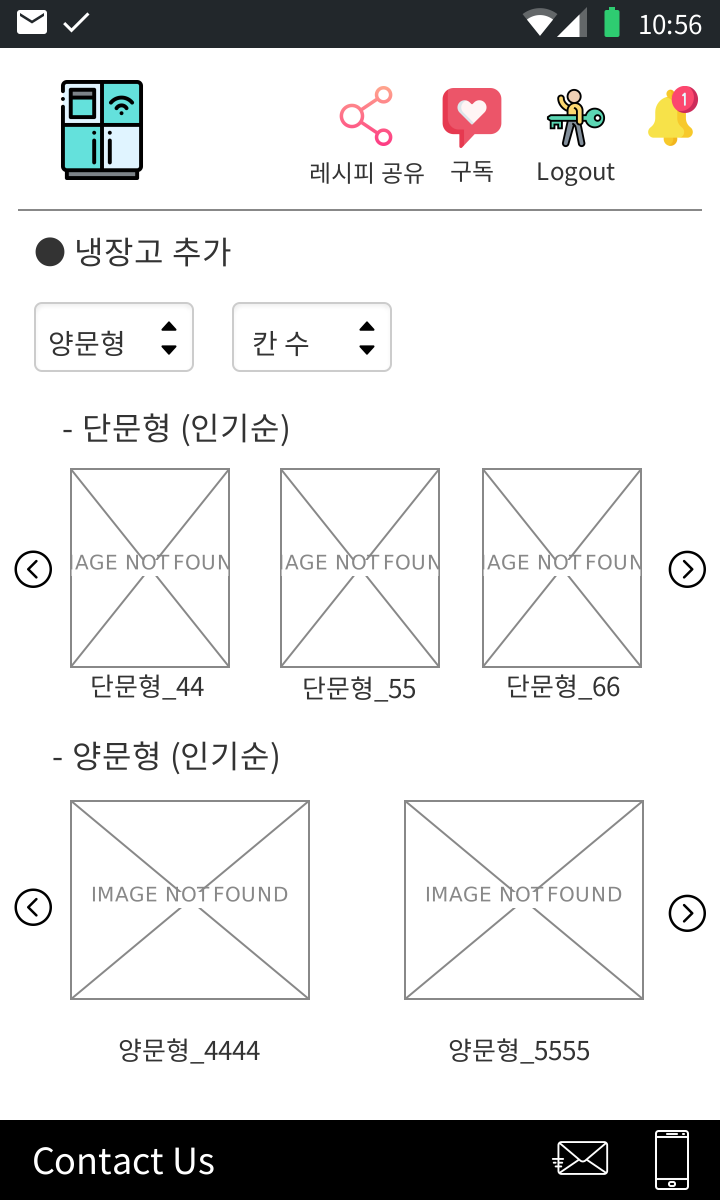 10:56
1
레시피 공유 구독 Logout
냉장고 추가
양문형 칸 수
- 단문형 (인기순)
AGE NOT FOUN AGE NOT FOUN AGE NOT FOUN
단문형_44 단문형_55 단문형_66
- 양문형 (인기순)
IMAGE NOT FOUND IMAGE NOT FOUND
양문형_4444 양문형_5555
Contact Us